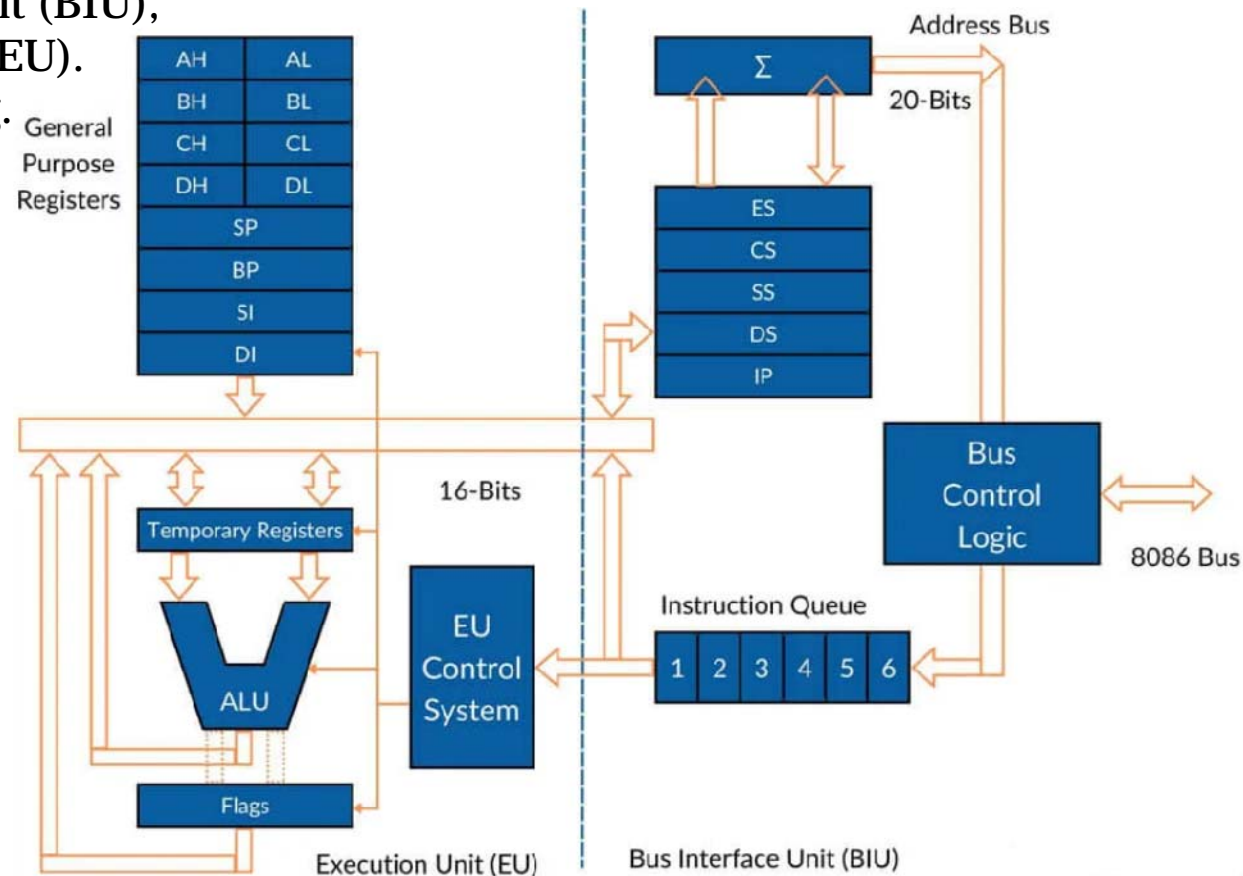 it (BIU),
EU).
General
Purpose
Registers
AH AL
BH BL
CH CL
DH DL
SP
BP
SI
DI
Σ
Address Bus
20-Bits
ES
CS
SS
DS
IP
16-Bits
Temporary Registers
ALU
Flags
EU
Control
System
Instruction Queue
1 2 3 4 5 6
Bus
Control
Logic
8086 Bus
Execution Unit (EU)
Bus Interface Unit (BIU)